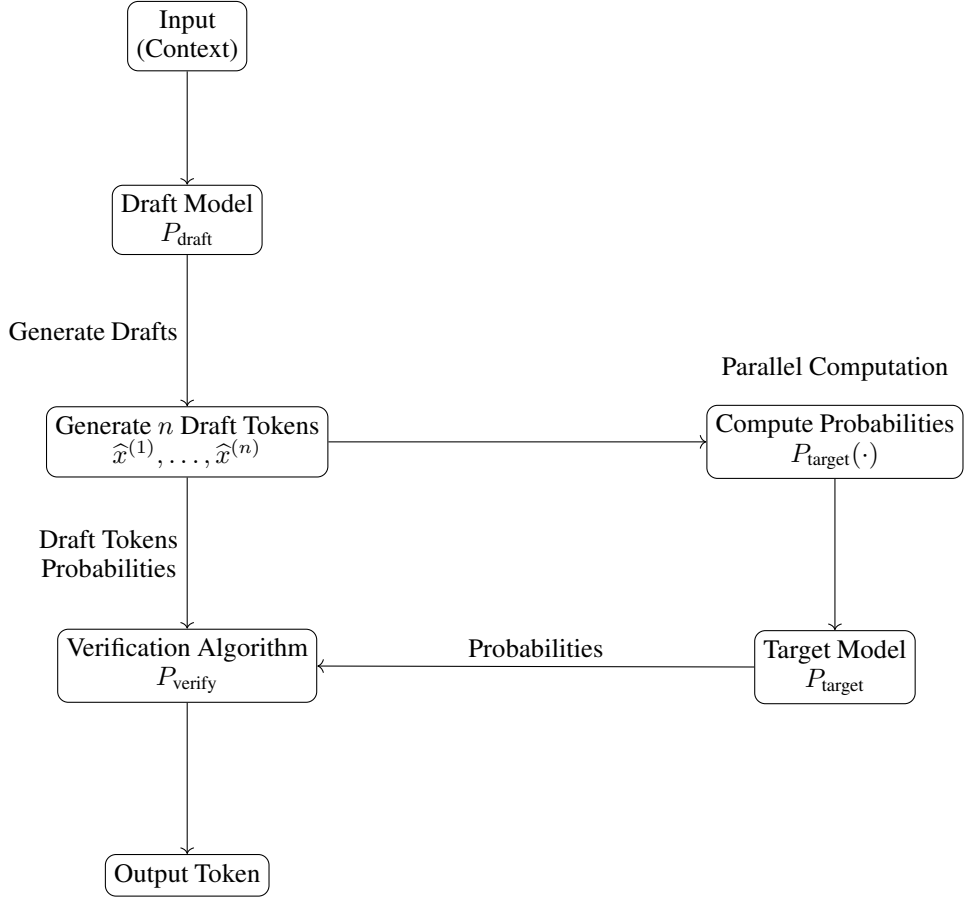 Input
(Context)
Draft Model
P_draft
Generate Drafts
Parallel Computation
Generate n Draft Tokens
x̂^(1), . . . , x̂^(n)
Compute Probabilities
P_target(·)
Draft Tokens
Probabilities
Verification Algorithm
P_verify
Probabilities
Target Model
P_target
Output Token